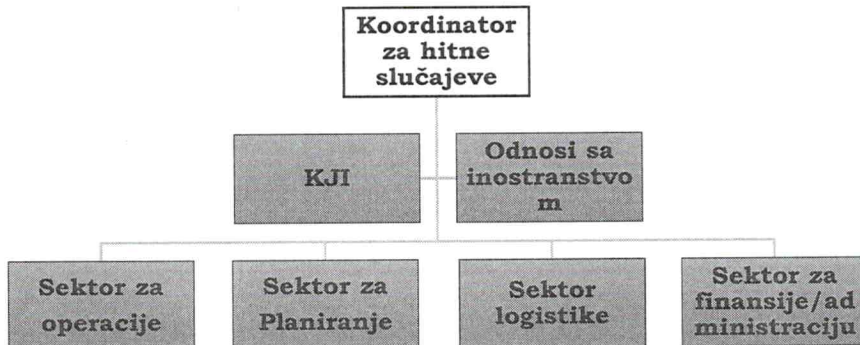 Koordinator
za hitne
slučajeve
KJI
Odnosi sa
inostranstvo
m
Sektor za
operacije
Sektor za
Planiranje
Sektor
logistike
Sektor za
finansije/ad
ministraciju